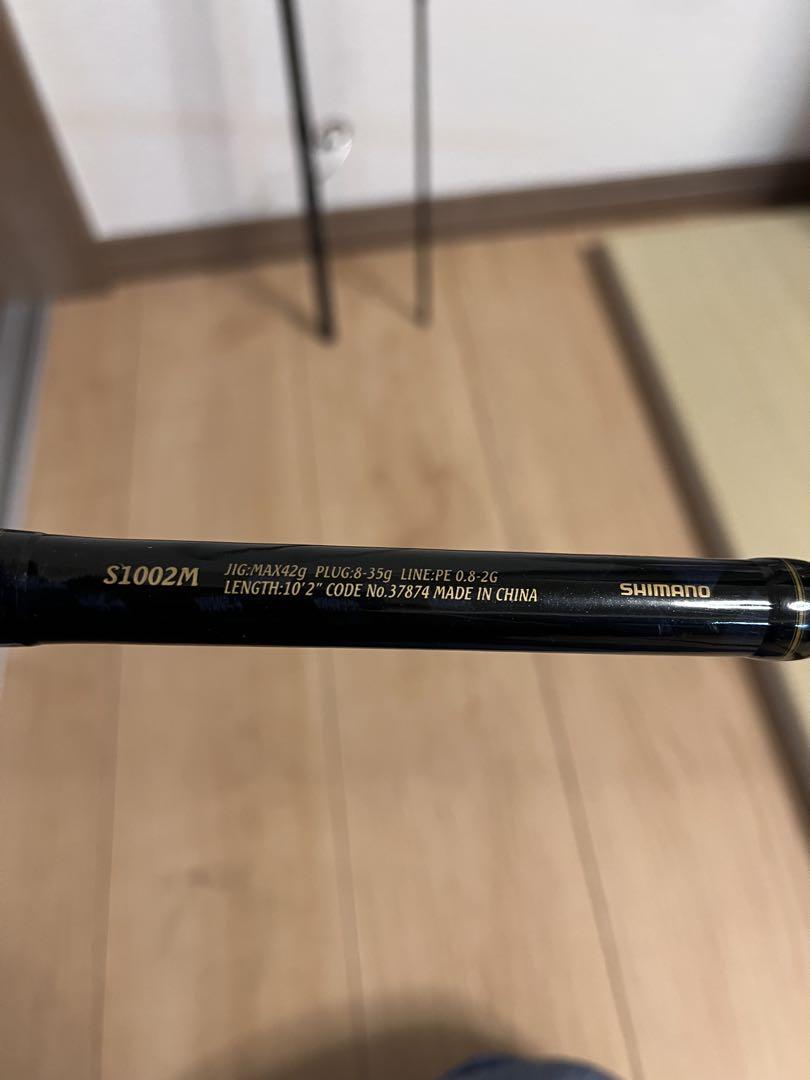 S1002M
JIG:MAX42g PLUG:8-35g LINE:PE 0.8-2G
LENGTH:10'2" CODE No.37874 MADE IN CHINA
SHIMANO